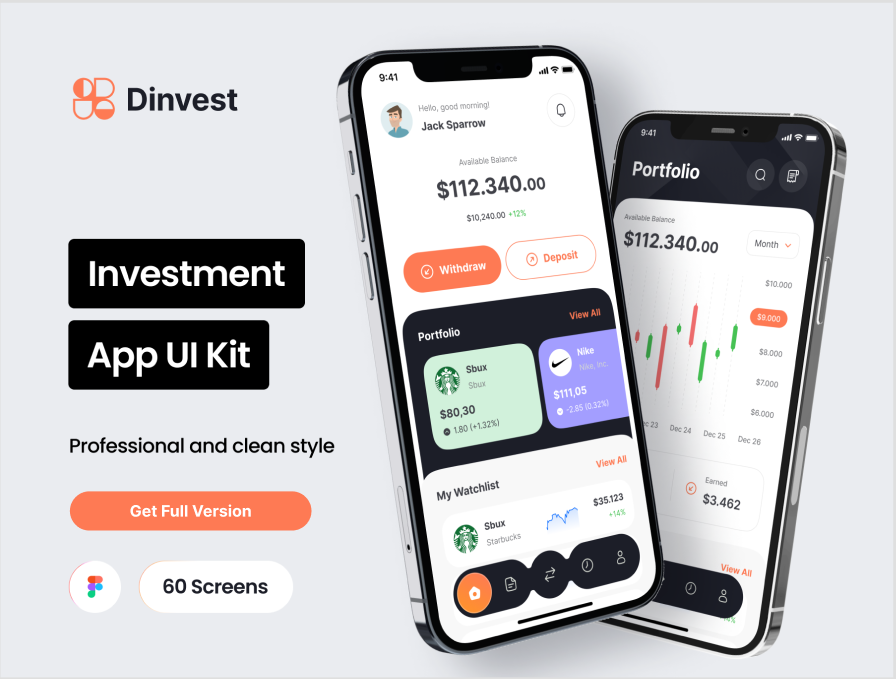 Dinvest
Investment
App UI Kit
Professional and clean style
Get Full Version
60 Screens
9:41
Hello, good morning!
Jack Sparrow
Available Balance
$112.340.00
$10,240.00 +12%
Withdraw
Deposit
Portfolio
View All
Sbux
Sbux
$80,30
1.80 (+1.32%)
Nike
Nike, Inc.
$111,05
-2.85 (0.32%)
My Watchlist
View All
Sbux
Starbucks
$35.123
+14%
9:41
Portfolio
Available Balance
$112.340.00
Month
$10.000
$9.000
$8.000
$7.000
$6.000
Dec 24
Dec 25
Dec 26
Earned
$3.462
View All